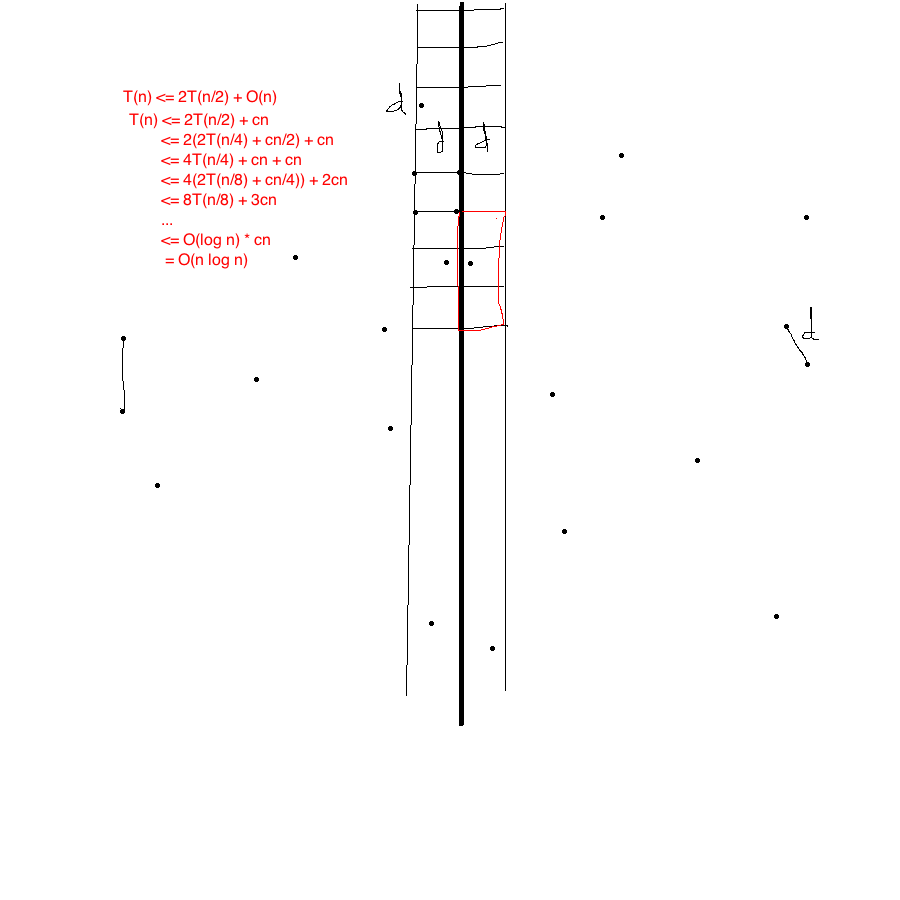 T(n) <= 2T(n/2) + O(n)
T(n) <= 2T(n/2) + cn
<= 2(2T(n/4) + cn/2) + cn
<= 4T(n/4) + cn + cn
<= 4(2T(n/8) + cn/4)) + 2cn
<= 8T(n/8) + 3cn
...
<= O(log n) * cn
= O(n log n)
d
d d
d